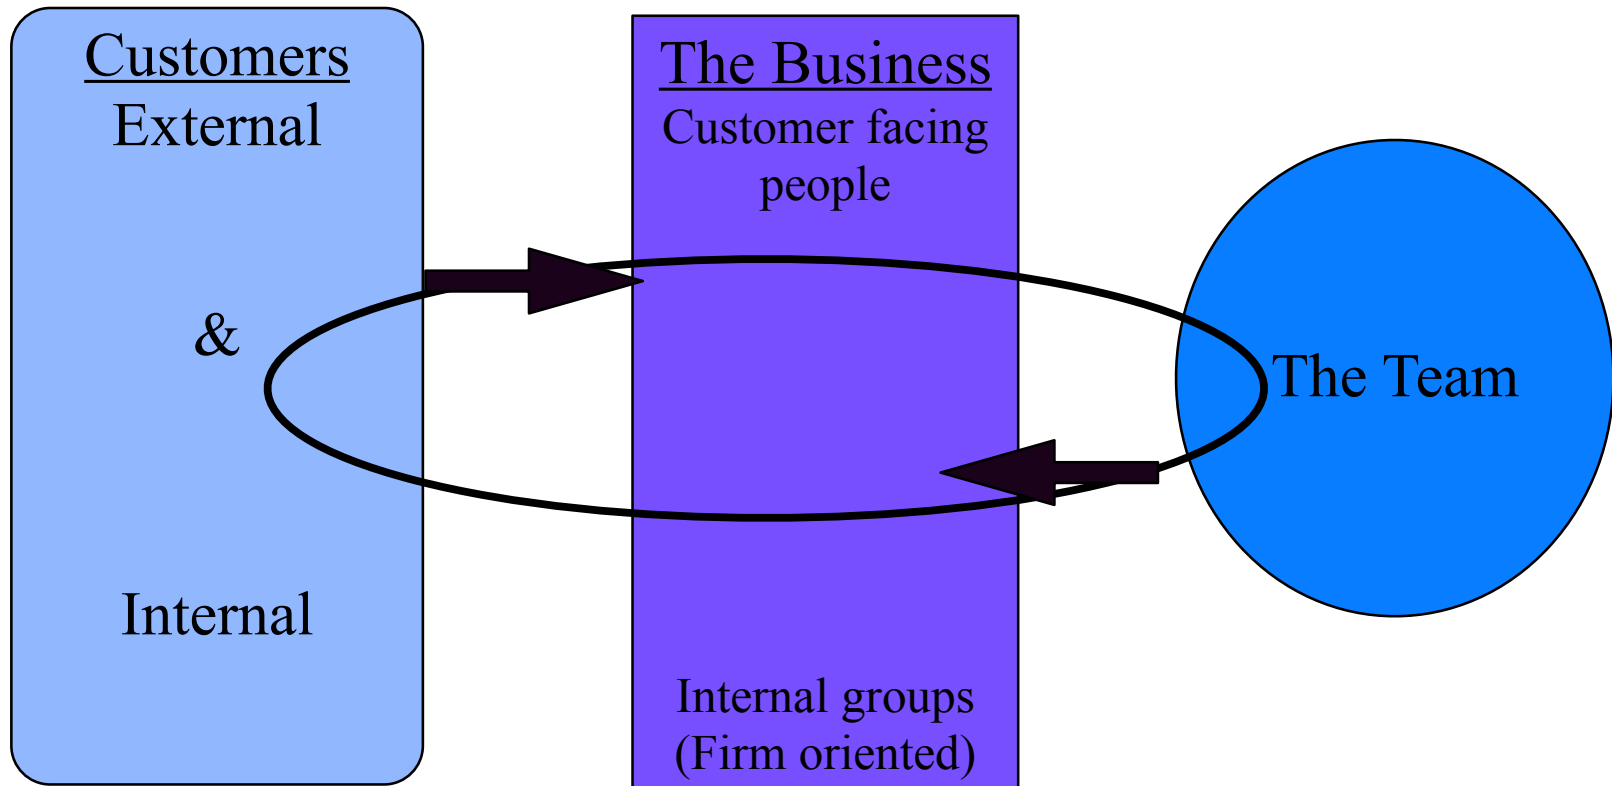 Customers
External
&
Internal
The Business
Customer facing
people
Internal groups
(Firm oriented)
The Team